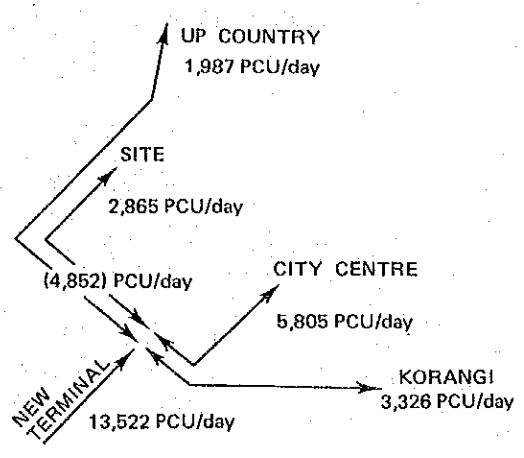 UP COUNTRY
1,987 PCU/day
SITE
2,865 PCU/day
(4,852) PCU/day
CITY CENTRE
5,805 PCU/day
KORANGI
3,326 PCU/day
NEW
TERMINAL
13,522 PCU/day